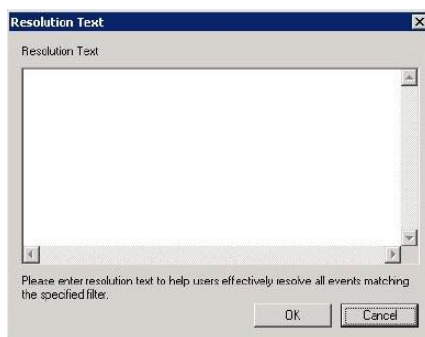 Resolution Text
Resolution Text
Please enter resolution text to help users effectively resolve all events matching
the specified filter.
OK Cancel